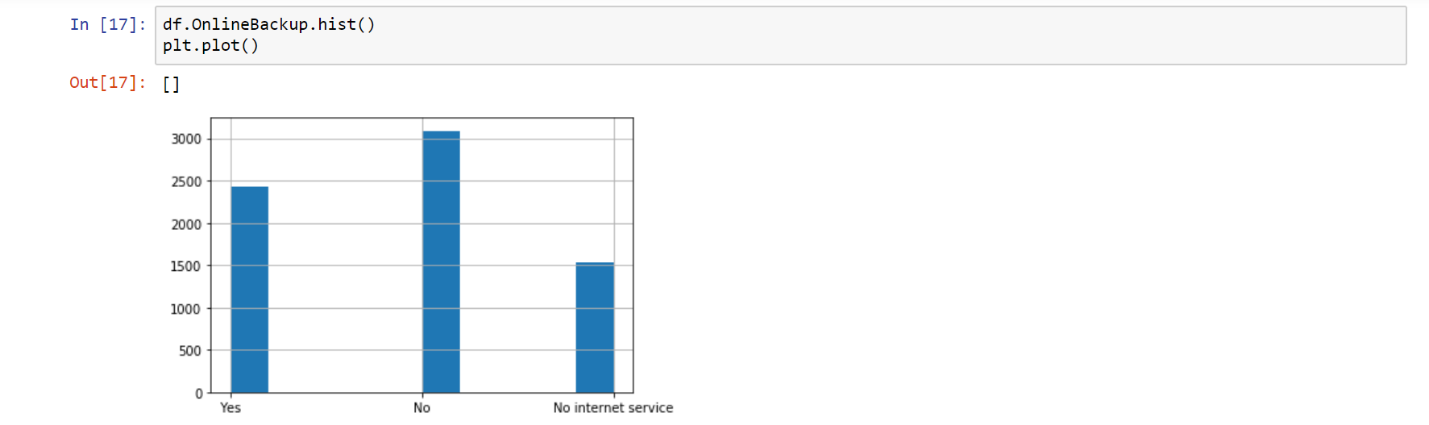 In [17]: df.OnlineBackup.hist()
plt.plot()
Out[17]: []
3000
2500
2000
1500
1000
500
0
Yes No No internet service